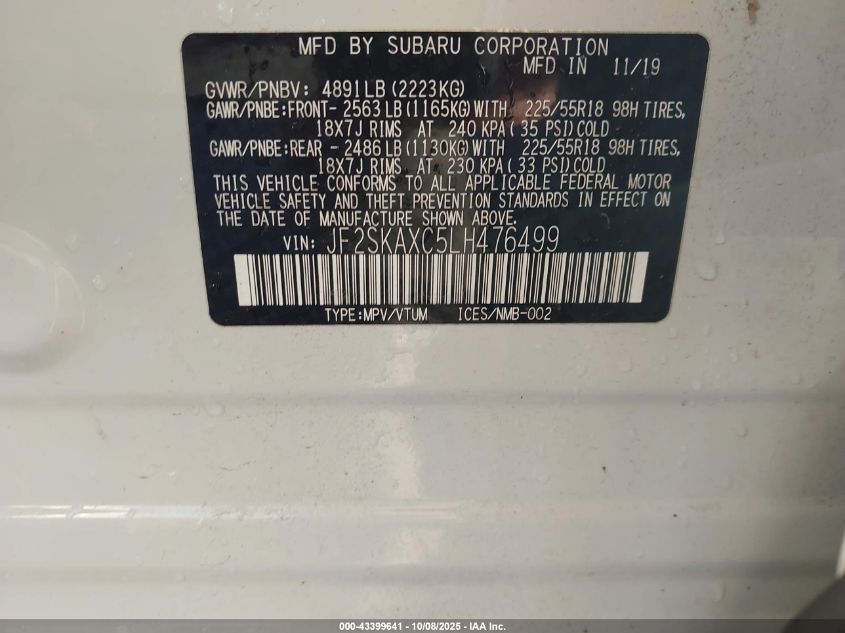 MFD BY SUBARU CORPORATION
MFD IN 11/19
GVWR/PNBV: 4891LB (2223KG)
GAWR/PNBE:FRONT- 2563 LB (1165KG) WITH 225/55R18 98H TIRES,
18X7J RIMS AT 240 KPA (35 PSI) COLD
GAWR/PNBE:REAR - 2486 LB (1130KG) WITH 225/55R18 98H TIRES,
18X7J RIMS AT 230 KPA (33 PSI) COLD
THIS VEHICLE CONFORMS TO ALL APPLICABLE FEDERAL MOTOR
VEHICLE SAFETY AND THEFT PREVENTION STANDARDS IN EFFECT ON
THE DATE OF MANUFACTURE SHOWN ABOVE.
VIN: JF2SKAXC5LH476499
TYPE:MPV/VTUM ICES/NMB-002
000-43399641 - 10/08/2025 - IAA Inc.